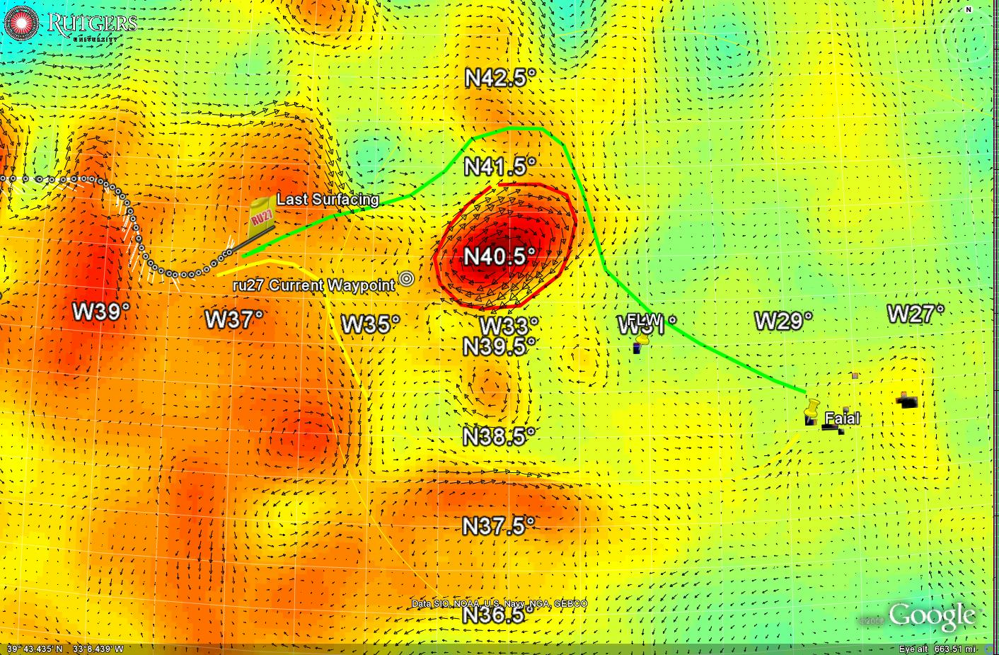 RUTGERS
UNIVERSITY
N
N42.5°
N41.5°
Last Surfacing
RU27
N40.5°
ru27 Current Waypoint
W39°
W37°
W35°
W33°
FLW
W31°
W29°
W27°
N39.5°
Faial
N38.5°
N37.5°
Data SIO, NOAA, U.S. Navy, NGA, GEBCO
N36.5°
Google
39° 43.435' N 33°8.439' W
Eye alt 663.51 mi